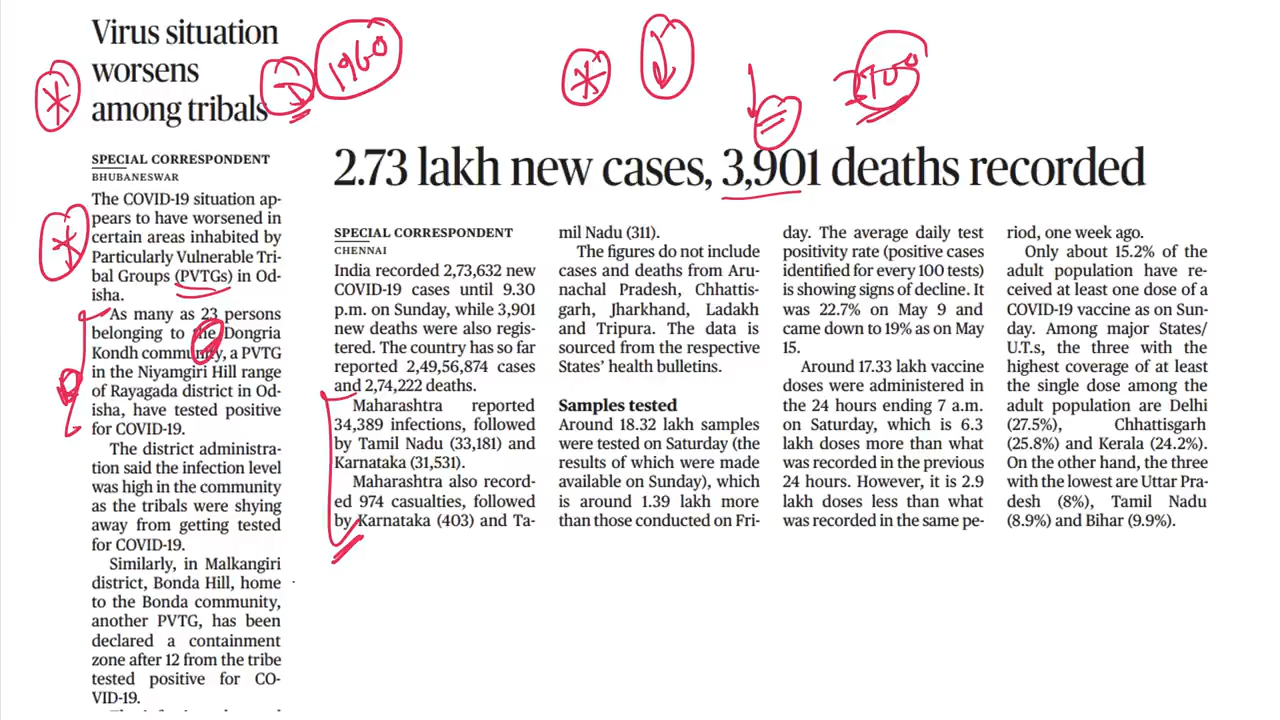 Virus situation
worsens
among tribals
SPECIAL CORRESPONDENT
BHUBANESWAR
The COVID-19 situation ap-
pears to have worsened in
certain areas inhabited by
Particularly Vulnerable Tri-
bal Groups (PVTGs) in Od-
isha.
As many as 23 persons
belonging to the Dongria
Kondh community, a PVTG
in the Niyamgiri Hill range
of Rayagada district in Od-
isha, have tested positive
for COVID-19.
The district administra-
tion said the infection level
was high in the community
as the tribals were shying
away from getting tested
for COVID-19.
Similarly, in Malkangiri
district, Bonda Hill, home
to the Bonda community,
another PVTG, has been
declared a containment
zone after 12 from the tribe
tested positive for CO-
VID-19.
1960
2.73 lakh new cases, 3,901 deaths recorded
SPECIAL CORRESPONDENT
CHENNAI
India recorded 2,73,632 new
COVID-19 cases until 9.30
p.m. on Sunday, while 3,901
new deaths were also regis-
tered. The country has so far
reported 2,49,56,874 cases
and 2,74,222 deaths.
Maharashtra reported
34,389 infections, followed
by Tamil Nadu (33,181) and
Karnataka (31,531).
Maharashtra also record-
ed 974 casualties, followed
by Karnataka (403) and Ta-
mil Nadu (311).
The figures do not include
cases and deaths from Aru-
nachal Pradesh, Chhattis-
garh, Jharkhand, Ladakh
and Tripura. The data is
sourced from the respective
States' health bulletins.
Samples tested
Around 18.32 lakh samples
were tested on Saturday (the
results of which were made
available on Sunday), which
is around 1.39 lakh more
than those conducted on Fri-
day. The average daily test
positivity rate (positive cases
identified for every 100 tests)
is showing signs of decline. It
was 22.7% on May 9 and
came down to 19% as on May
15.
Around 17.33 lakh vaccine
doses were administered in
the 24 hours ending 7 a.m.
on Sunday, which is 6.3
lakh doses more than what
was recorded in the previous
24 hours. However, it is 2.9
lakh doses less than what
was recorded in the same pe-
riod, one week ago.
Only about 15.2% of the
adult population have re-
ceived at least one dose of a
COVID-19 vaccine as on Sun-
day. Among major States/
U.T.s, the three with the
highest coverage of at least
the single dose among the
adult population are Delhi
(27.5%), Chhattisgarh
(25.8%) and Kerala (24.2%).
On the other hand, the three
with the lowest are Uttar Pra-
desh (8%), Tamil Nadu
(8.9%) and Bihar (9.9%).